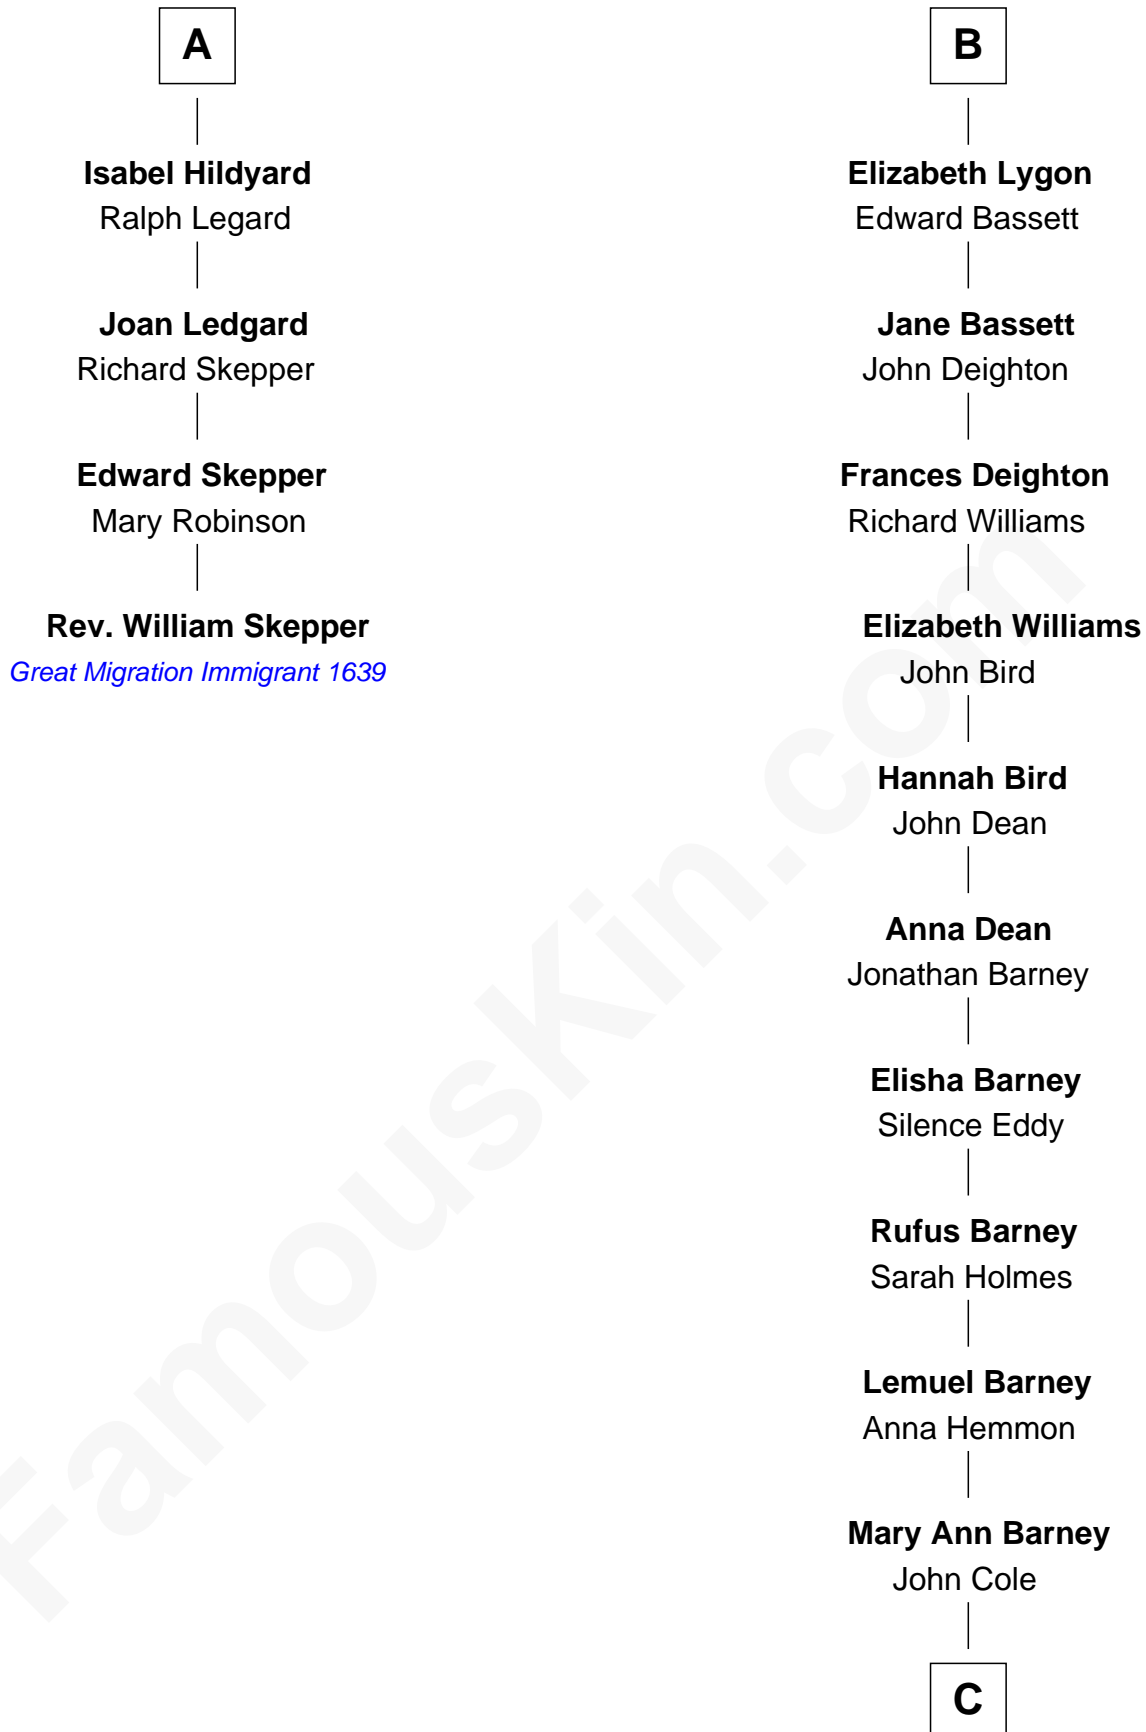 A
Isabel Hildyard
Ralph Legard
Joan Ledgard
Richard Skepper
Edward Skepper
Mary Robinson
Rev. William Skepper
Great Migration Immigrant 1639
B
Elizabeth Lygon
Edward Bassett
Jane Bassett
John Deighton
Frances Deighton
Richard Williams
Elizabeth Williams
John Bird
Hannah Bird
John Dean
Anna Dean
Jonathan Barney
Elisha Barney
Silence Eddy
Rufus Barney
Sarah Holmes
Lemuel Barney
Anna Hemmon
Mary Ann Barney
John Cole
C
FamousKin.com